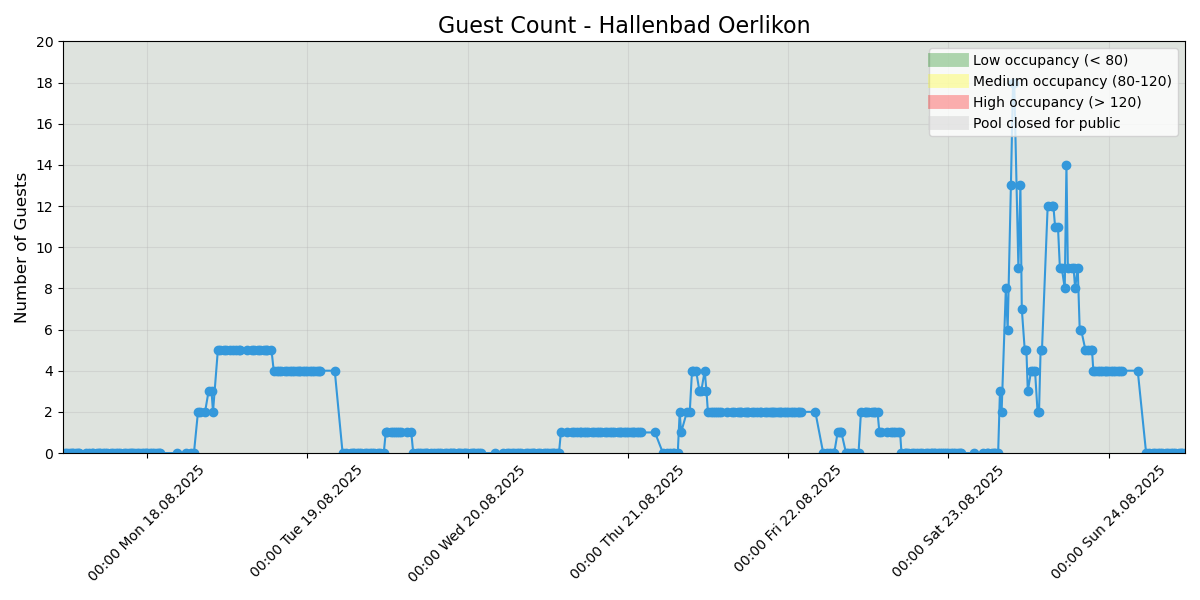 Guest Count - Hallenbad Oerlikon
Low occupancy (< 80)
Medium occupancy (80-120)
High occupancy (> 120)
Pool closed for public
Number of Guests
20
18
16
14
12
10
8
6
4
2
0
00:00 Mon 18.08.2025
00:00 Tue 19.08.2025
00:00 Wed 20.08.2025
00:00 Thu 21.08.2025
00:00 Fri 22.08.2025
00:00 Sat 23.08.2025
00:00 Sun 24.08.2025